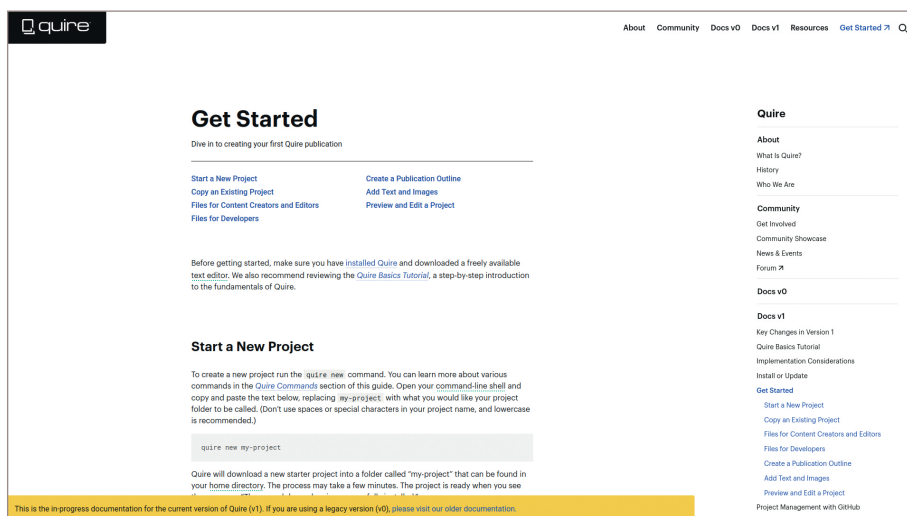 quire
About Community Docs v0 Docs v1 Resources Get Started ↗
Get Started
Dive in to creating your first Quire publication
Start a New Project
Copy an Existing Project
Files for Content Creators and Editors
Files for Developers
Create a Publication Outline
Add Text and Images
Preview and Edit a Project
Before getting started, make sure you have installed Quire and downloaded a freely available
text editor. We also recommend reviewing the Quire Basics Tutorial, a step-by-step introduction
to the fundamentals of Quire.
Start a New Project
To create a new project run the quire new command. You can learn more about various
commands in the Quire Commands section of this guide. Open your command-line shell and
copy and paste the text below, replacing my-project with what you would like your project
folder to be called. (Don't use spaces or special characters in your project name, and lowercase
is recommended.)
quire new my-project
Quire will download a new starter project into a folder called “my-project” that can be found in
your home directory. The process may take a few minutes. The project is ready when you see
This is the in-progress documentation for the current version of Quire (v1). If you are using a legacy version (v0), please visit our older documentation.
Quire
About
What Is Quire?
History
Who We Are
Community
Get Involved
Community Showcase
News & Events
Forum ↗
Docs v0
Docs v1
Key Changes in Version 1
Quire Basics Tutorial
Implementation Considerations
Install or Update
Get Started
Start a New Project
Copy an Existing Project
Files for Content Creators and Editors
Files for Developers
Create a Publication Outline
Add Text and Images
Preview and Edit a Project
Project Management with GitHub